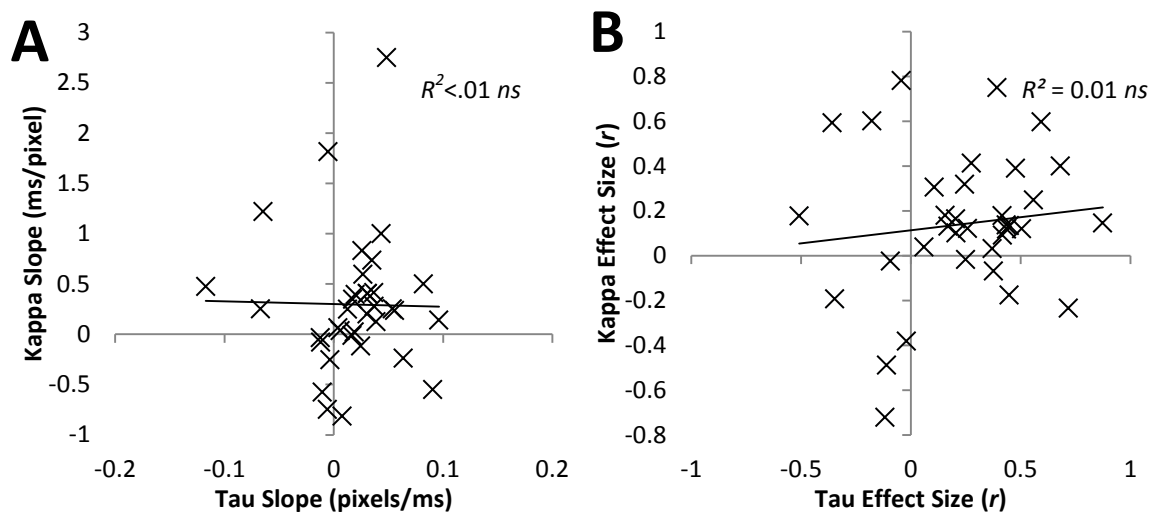 A
Kappa Slope (ms/pixel)
3
2.5
2
1.5
1
0.5
0
-0.5
-1
R²<.01 ns
-0.2 -0.1 0 0.1 0.2
Tau Slope (pixels/ms)
B
Kappa Effect Size (r)
1
0.8
0.6
0.4
0.2
0
-0.2
-0.4
-0.6
-0.8
R² = 0.01 ns
-1 -0.5 0 0.5 1
Tau Effect Size (r)